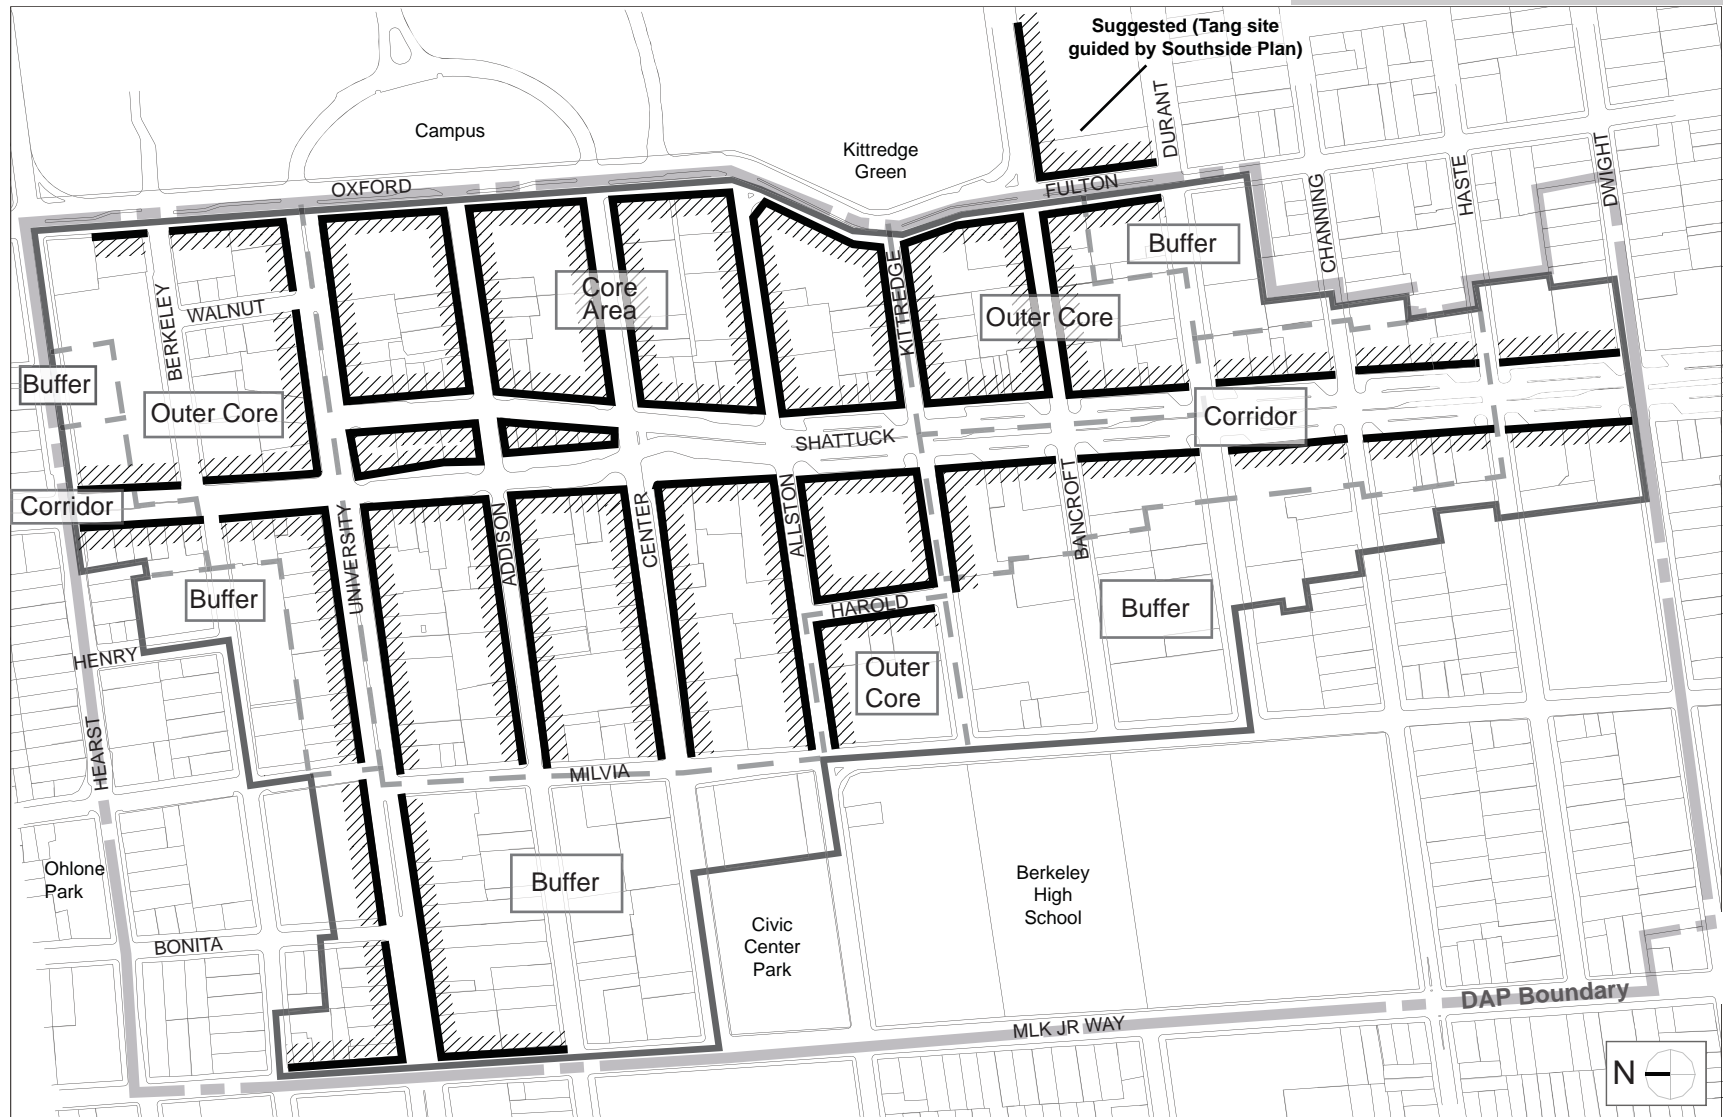 Suggested (Tang site
guided by Southside Plan)
Campus
Kittredge
Green
DURANT
DWIGHT
OXFORD
FULTON
HASTE
CHANNING
Buffer
Core
Area
KITTREDGE
Outer Core
BERKELEY
WALNUT
Buffer
Outer Core
Corridor
SHATTUCK
Corridor
UNIVERSITY
ADDISON
CENTER
ALLSTON
BANCROFT
Buffer
HAROLD
Buffer
HENRY
Outer
Core
HEARST
MILVIA
Ohlone
Park
Buffer
Berkeley
High
School
Civic
Center
Park
BONITA
DAP Boundary
MLK JR WAY
N